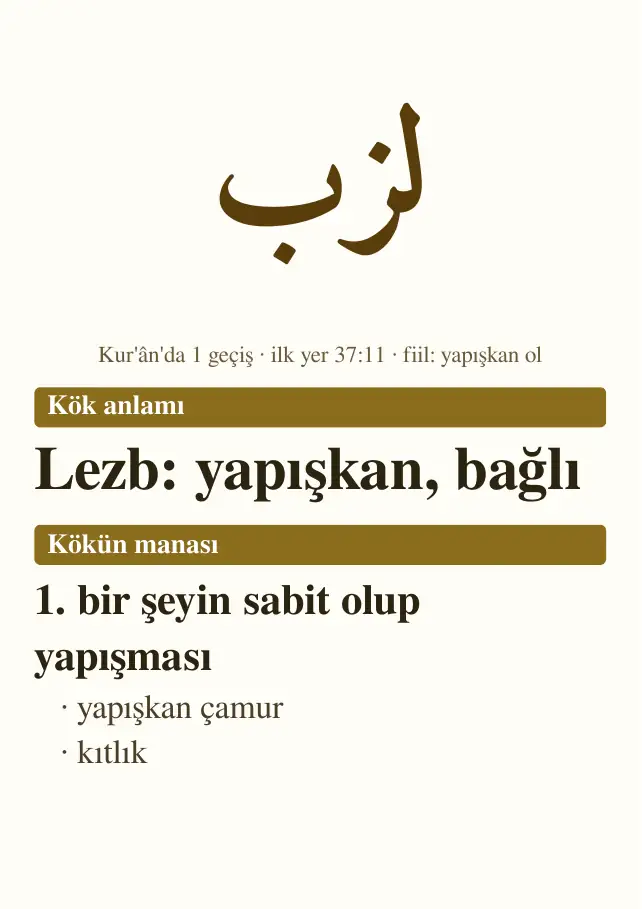 لزب
Kur'ân'da 1 geçiş · ilk yer 37:11 · fiil: yapışkan ol
Kök anlamı
Lezb: yapışkan, bağlı
Kökün manası
1. bir şeyin sabit olup
yapışması
· yapışkan çamur
· kıtlık